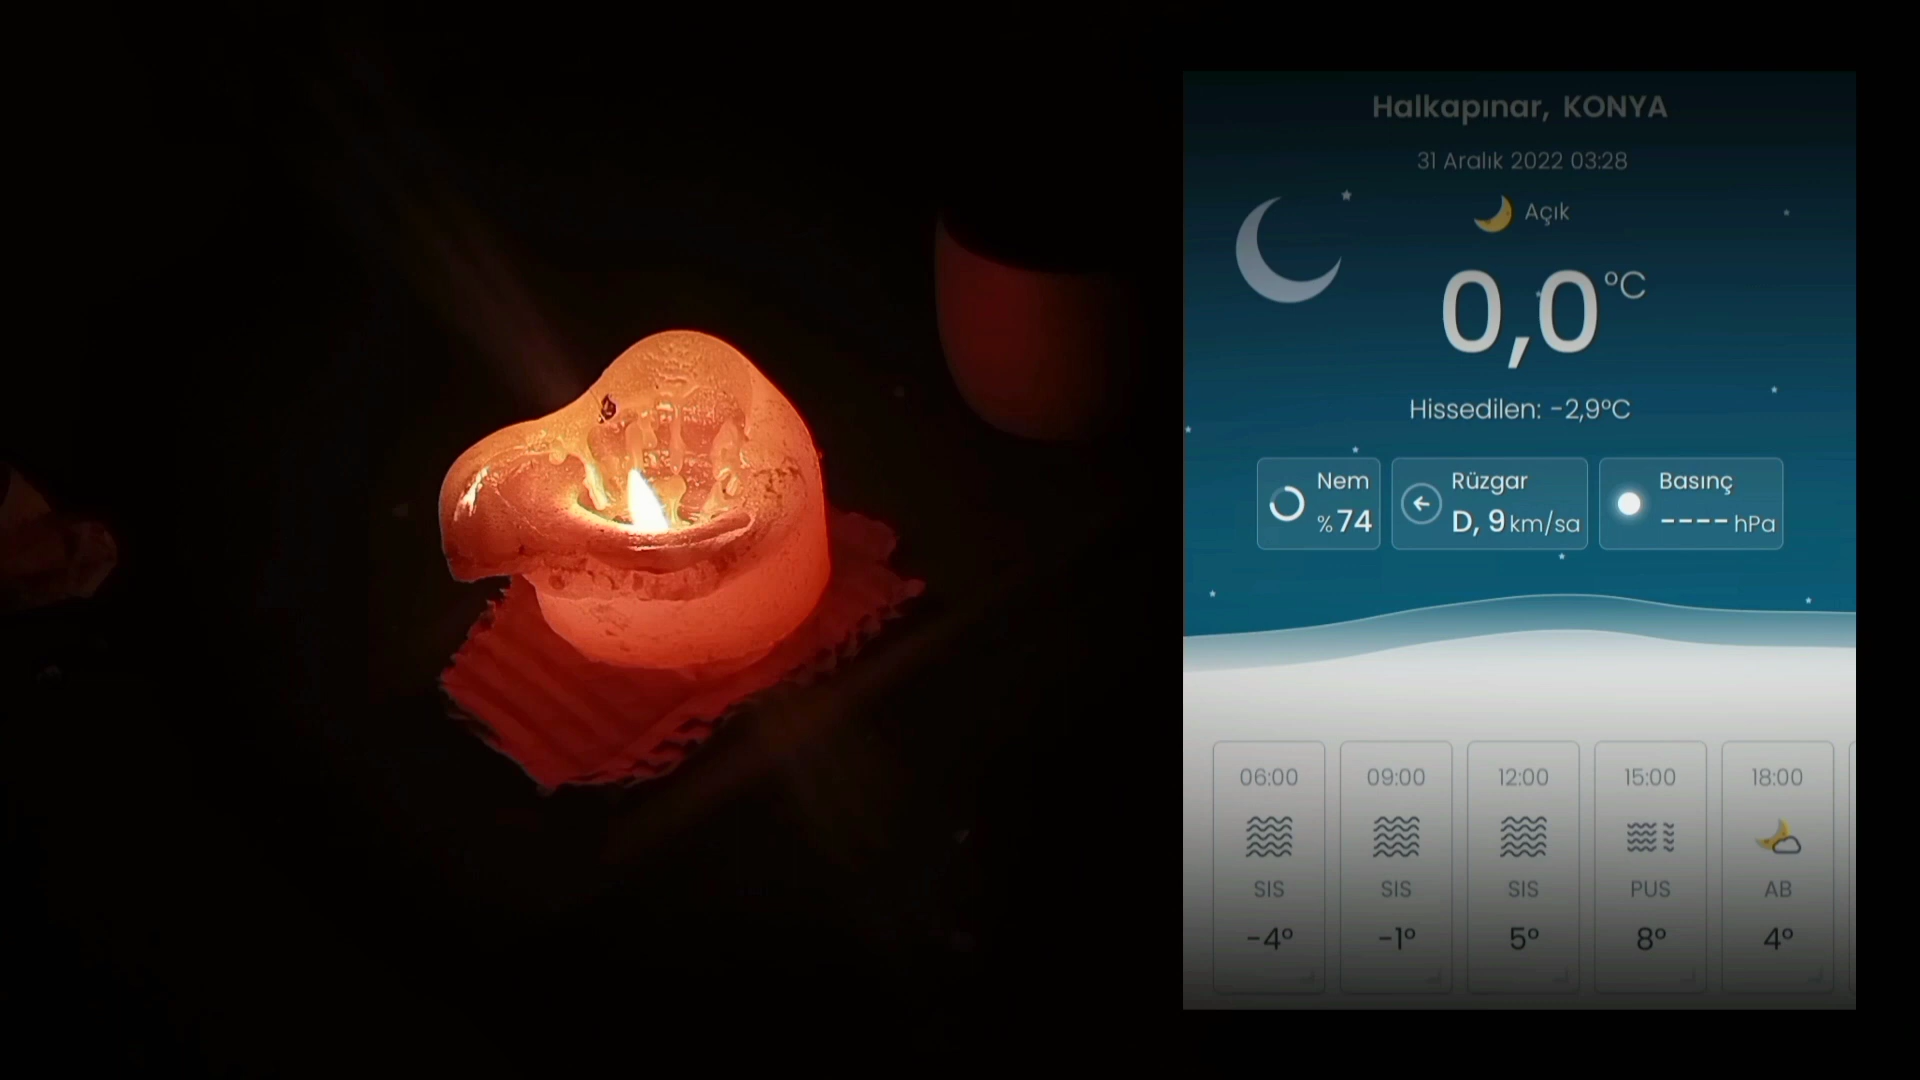 Halkapınar, KONYA
31 Aralık 2022 03:28
Açık
0,0 °C
Hissedilen: -2,9°C
Nem
%74
Rüzgar
D, 9 km/sa
Basınç
---- hPa
06:00 09:00 12:00 15:00 18:00
SIS SIS SIS PUS AB
-4° -1° 5° 8° 4°